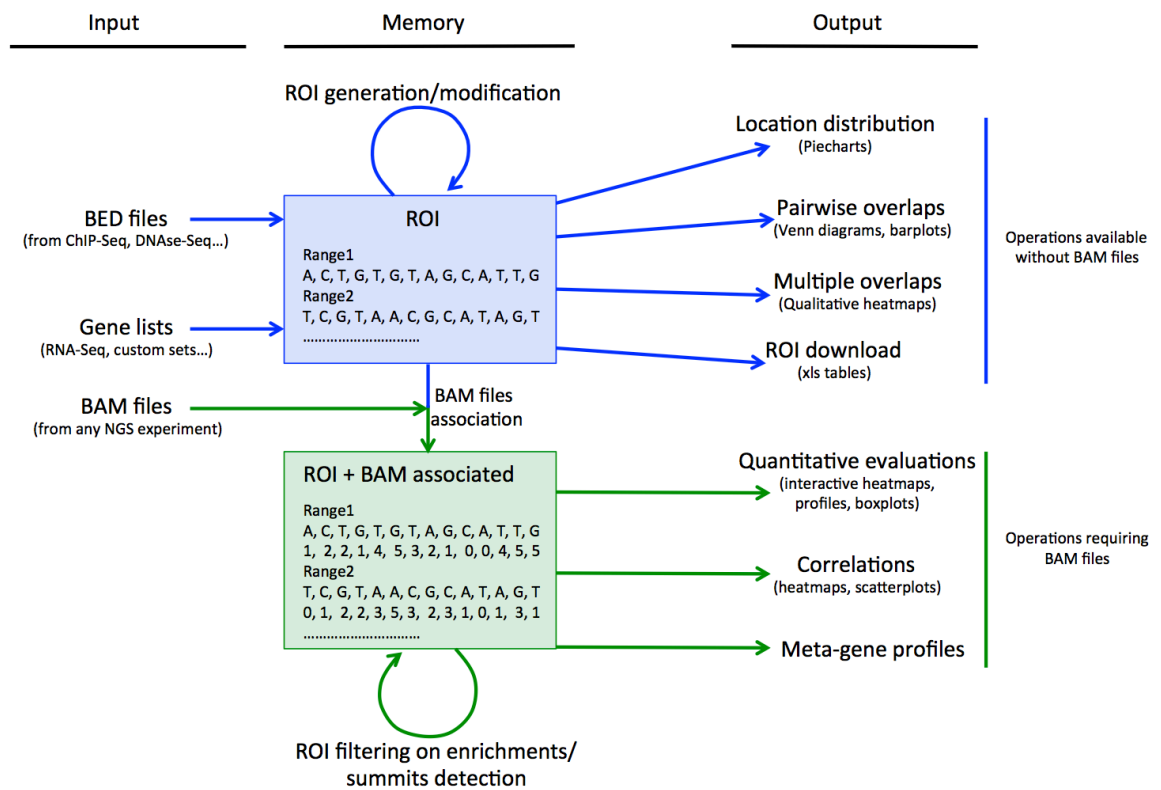 Input
Memory
Output
ROI generation/modification
Location distribution
(Piecharts)
BED files
(from ChIP-Seq, DNAse-Seq...)
Gene lists
(RNA-Seq, custom sets...)
ROI
Range1
A, C, T, G, T, G, T, A, G, C, A, T, T, G
Range2
T, C, G, T, A, A, C, G, C, A, T, A, G, T
................................
Pairwise overlaps
(Venn diagrams, barplots)
Multiple overlaps
(Qualitative heatmaps)
ROI download
(xls tables)
Operations available
without BAM files
BAM files
(from any NGS experiment)
BAM files
association
ROI + BAM associated
Range1
A, C, T, G, T, G, T, A, G, C, A, T, T, G
1, 2, 2, 1, 4, 5, 3, 2, 1, 0, 0, 4, 5, 5
Range2
T, C, G, T, A, A, C, G, C, A, T, A, G, T
0, 1, 2, 2, 3, 5, 3, 2, 3, 1, 0, 1, 3, 1
................................
Quantitative evaluations
(interactive heatmaps,
profiles, boxplots)
Correlations
(heatmaps, scatterplots)
Meta-gene profiles
Operations requiring
BAM files
ROI filtering on enrichments/
summits detection